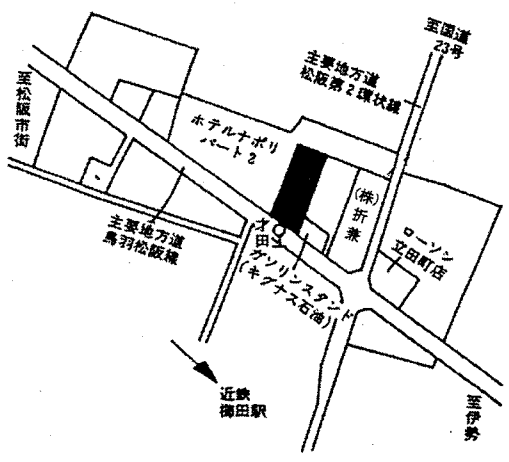 至国道
23号
主要地方道
松阪第2環状線
至松阪市街
ホテルナポリ
パート2
(株)折兼
ローソン
立田町店
主要地方道
鳥羽松阪線
田
ガソリンスタンド
(キグナス石油)
近鉄
櫛田駅
至伊勢